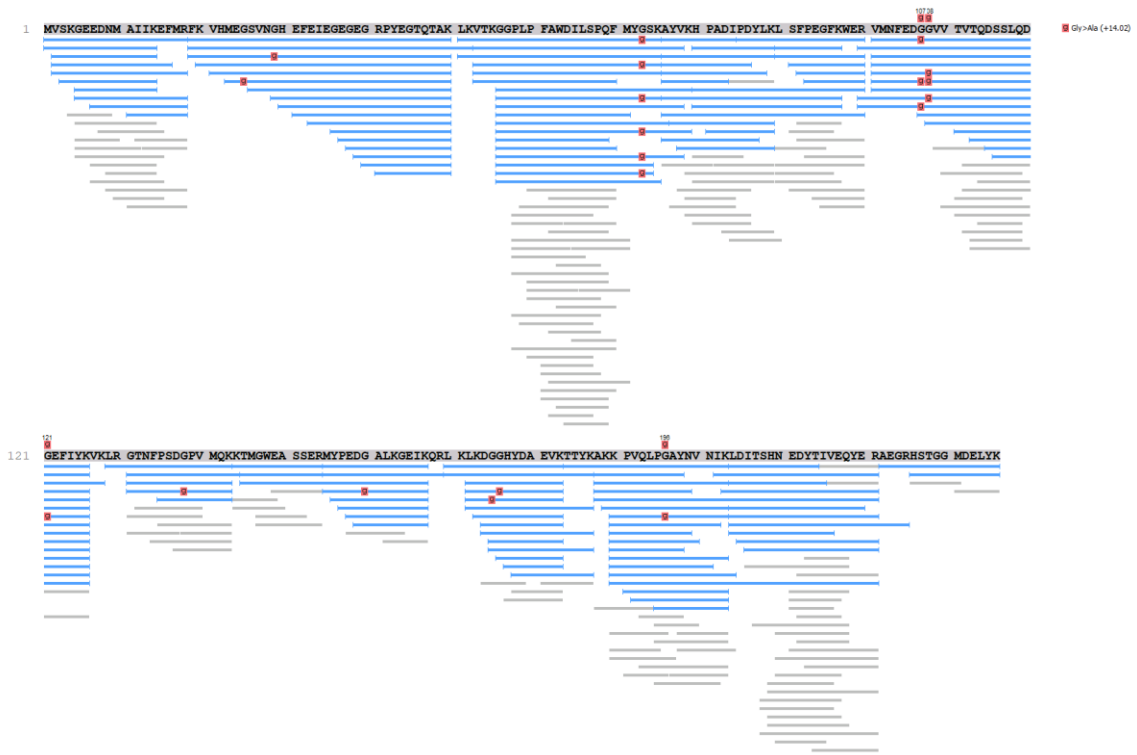 107
Gly>Ala (+14.02)
1 MVSKGEEDNM AIIKEFMRFK VHMEGSVNGH EFEIEGEGEG RPYEGTQTAK LKVTKGGPLP FAWDILSPQF MYGSKAYVKH PADIPDYLKL SFPEGFKWER VMNFEDGGVV TVTQDSSLQD
121 196
121 GEFIYKVKLR GTNFPSDGPV MQKKTMGWEA SSERMYPEDG ALKGEIKQRL KLKDGGHYDA EVKTTYKAKK PVQLPGAYNV NIKLDITSHN EDYTIVEQYE RAEGRHSTGG MDELYK